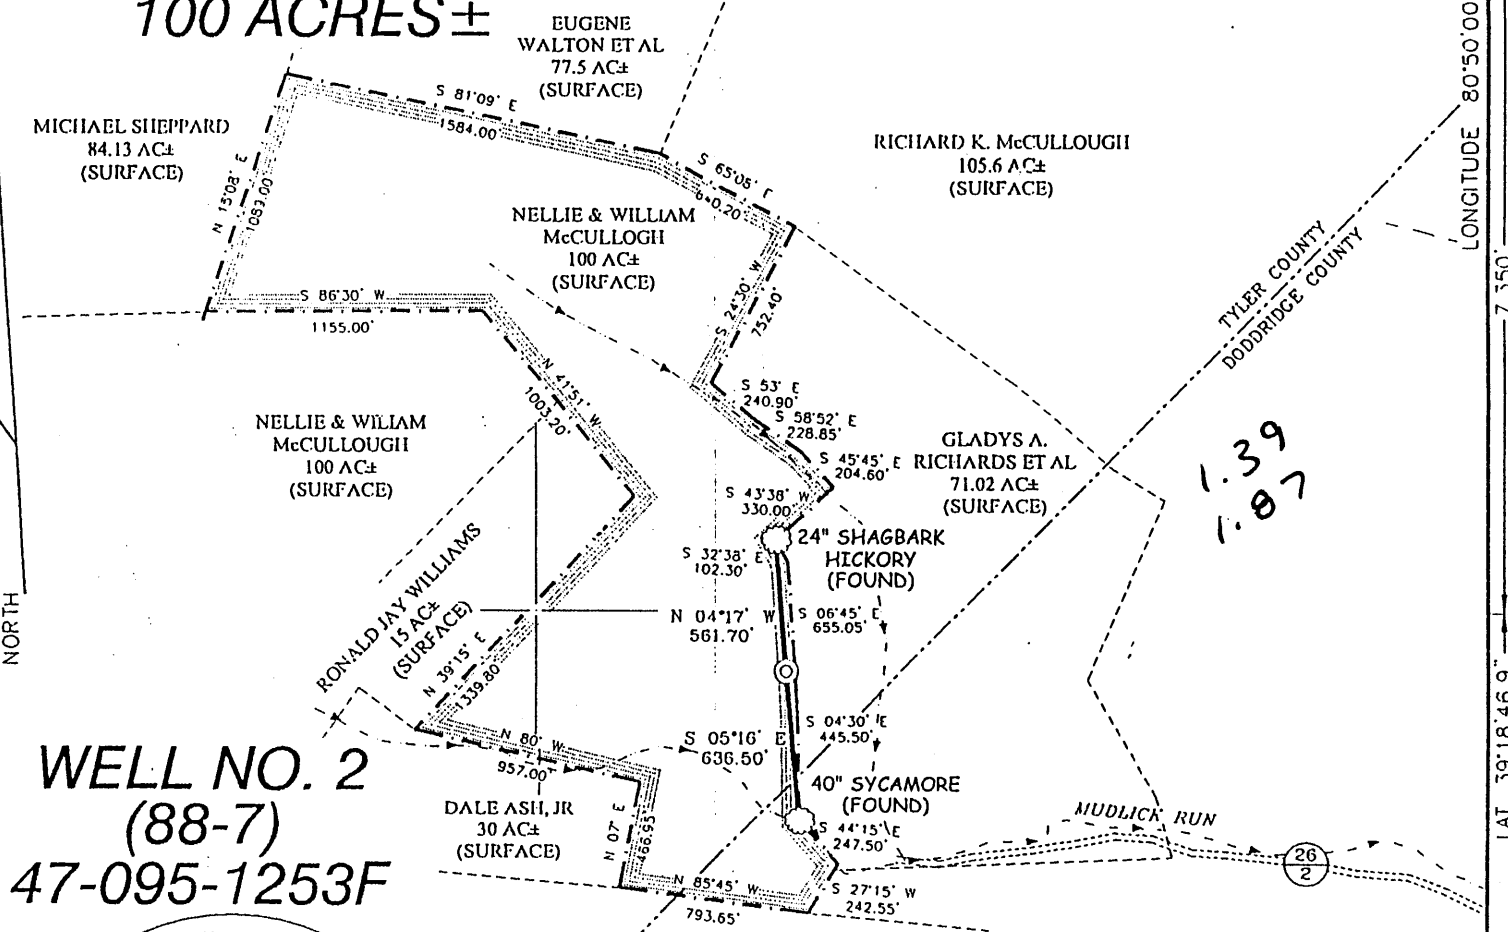 100 ACRES±
EUGENE
WALTON ET AL
77.5 AC±
(SURFACE)
MICHAEL SHEPPARD
84.13 AC±
(SURFACE)
S 81°09' E
1584.00'
S 65°05' E
640.20'
RICHARD K. McCULLOUGH
105.6 AC±
(SURFACE)
LONGITUDE 80°50'00
N 15°08' E
1089.00'
NELLIE & WILLIAM
McCULLOGH
100 AC±
(SURFACE)
S 24°30' W
752.40'
TYLER COUNTY
DODDRIDGE COUNTY
7,350'
S 86°30' W
1155.00'
N 41°51' W
1003.20'
S 53° E
240.90'
S 58°52' E
228.85'
S 45°45' E
204.60'
NELLIE & WILIAM
McCULLOUGH
100 AC±
(SURFACE)
GLADYS A.
RICHARDS ET AL
71.02 AC±
(SURFACE)
1.39
1.87
S 43°38' W
330.00
24" SHAGBARK
HICKORY
(FOUND)
S 32°38' E
102.30'
N 04°17' W
561.70'
S 06°45' E
655.05'
RONALD JAY WILLIAMS
15 AC±
(SURFACE)
N 39°15' E
1339.80'
NORTH
LAT 39°18'46.9"
S 04°30' E
445.50'
S 05°16' E
636.50'
N 80° W
957.00'
WELL NO. 2
(88-7)
47-095-1253F
40" SYCAMORE
(FOUND)
DALE ASH, JR
30 AC±
(SURFACE)
N 07° E
466.95'
S 44°15' E
247.50'
MUDLICK RUN
26
2
N 85°45' W
793.65'
S 27°15' W
242.55'